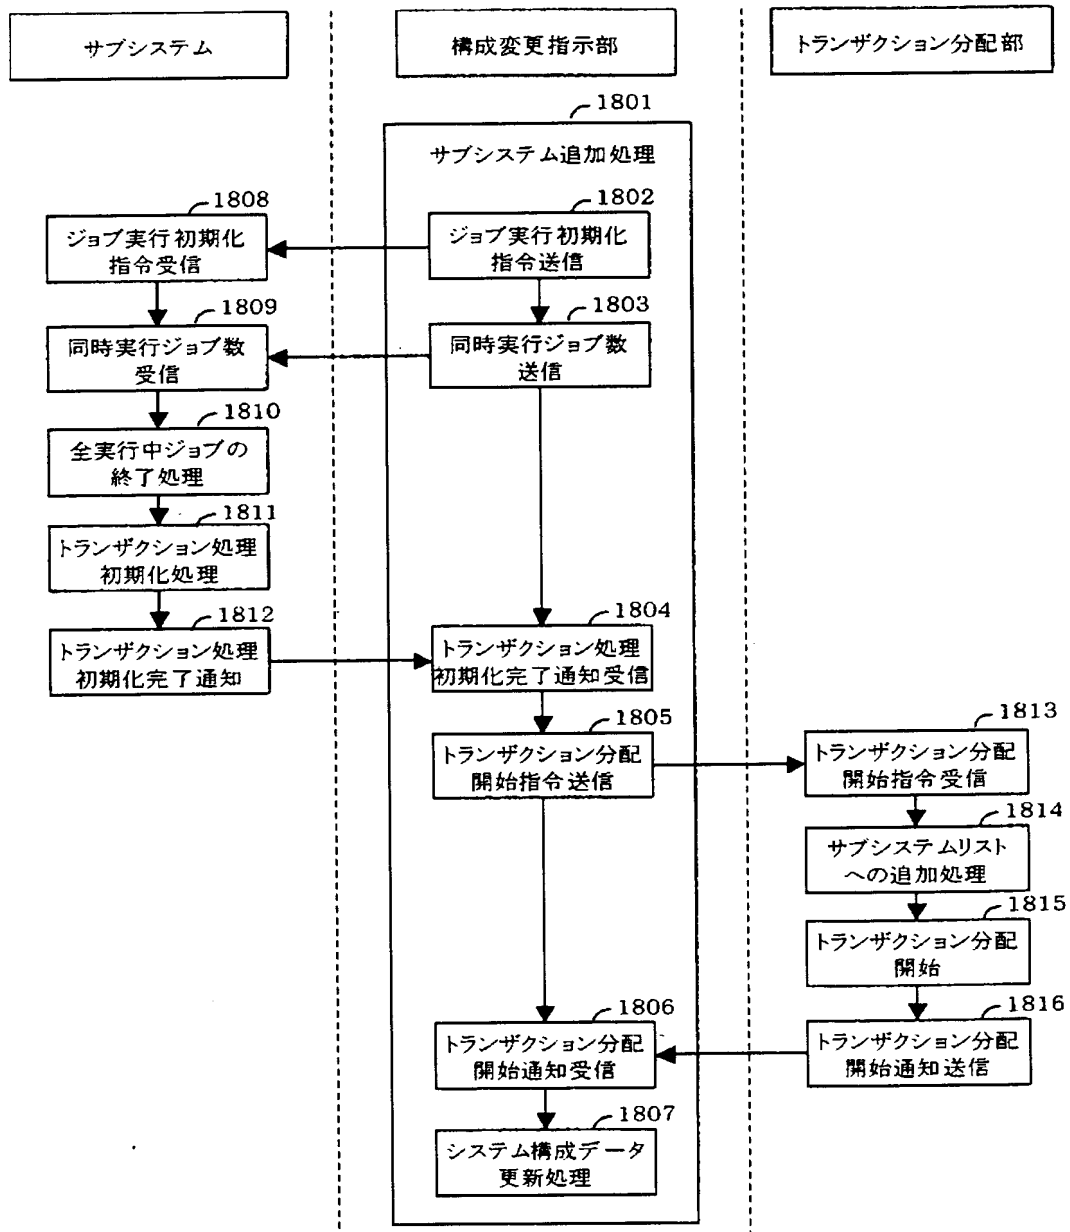 サブシステム
構成変更指示部
トランザクション分配部
1801
サブシステム追加処理
1808
ジョブ実行初期化
指令受信
1802
ジョブ実行初期化
指令送信
1809
同時実行ジョブ数
受信
1803
同時実行ジョブ数
送信
1810
全実行中ジョブの
終了処理
1811
トランザクション処理
初期化処理
1812
トランザクション処理
初期化完了通知
1804
トランザクション処理
初期化完了通知受信
1805
トランザクション分配
開始指令送信
1813
トランザクション分配
開始指令受信
1814
サブシステムリスト
への追加処理
1815
トランザクション分配
開始
1806
トランザクション分配
開始通知受信
1816
トランザクション分配
開始通知送信
1807
システム構成データ
更新処理